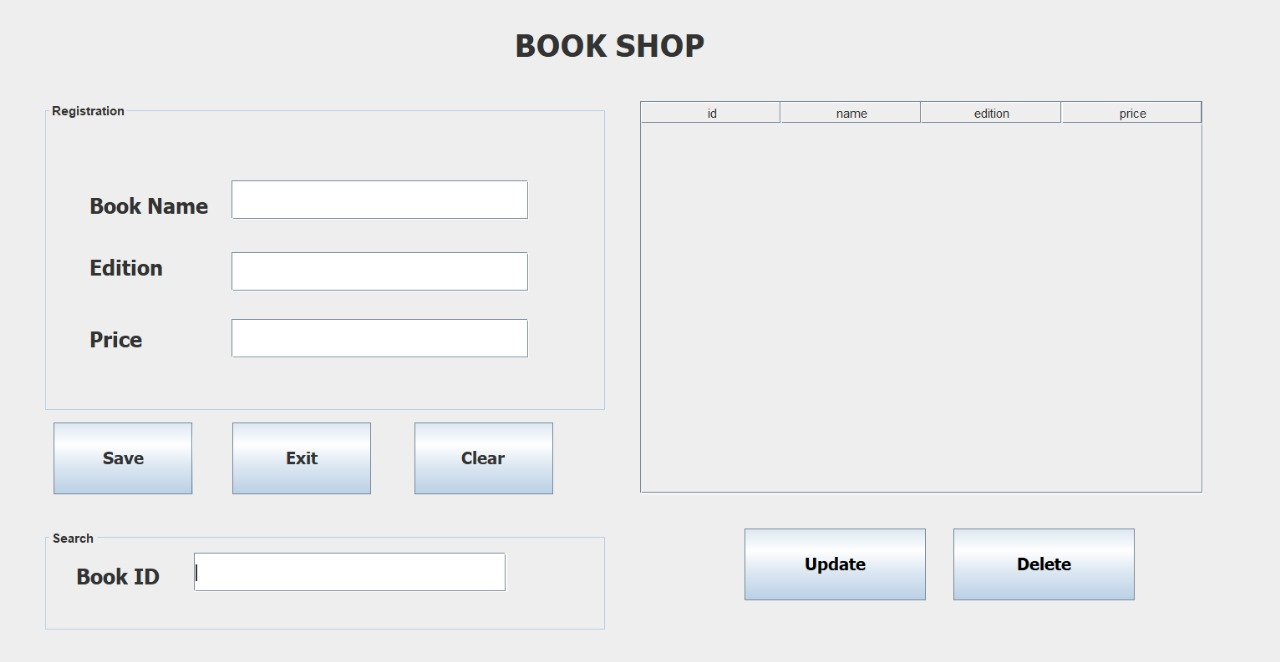 BOOK SHOP
Registration
Book Name
Edition
Price
Save Exit Clear
Search
Book ID
id name edition price
Update Delete